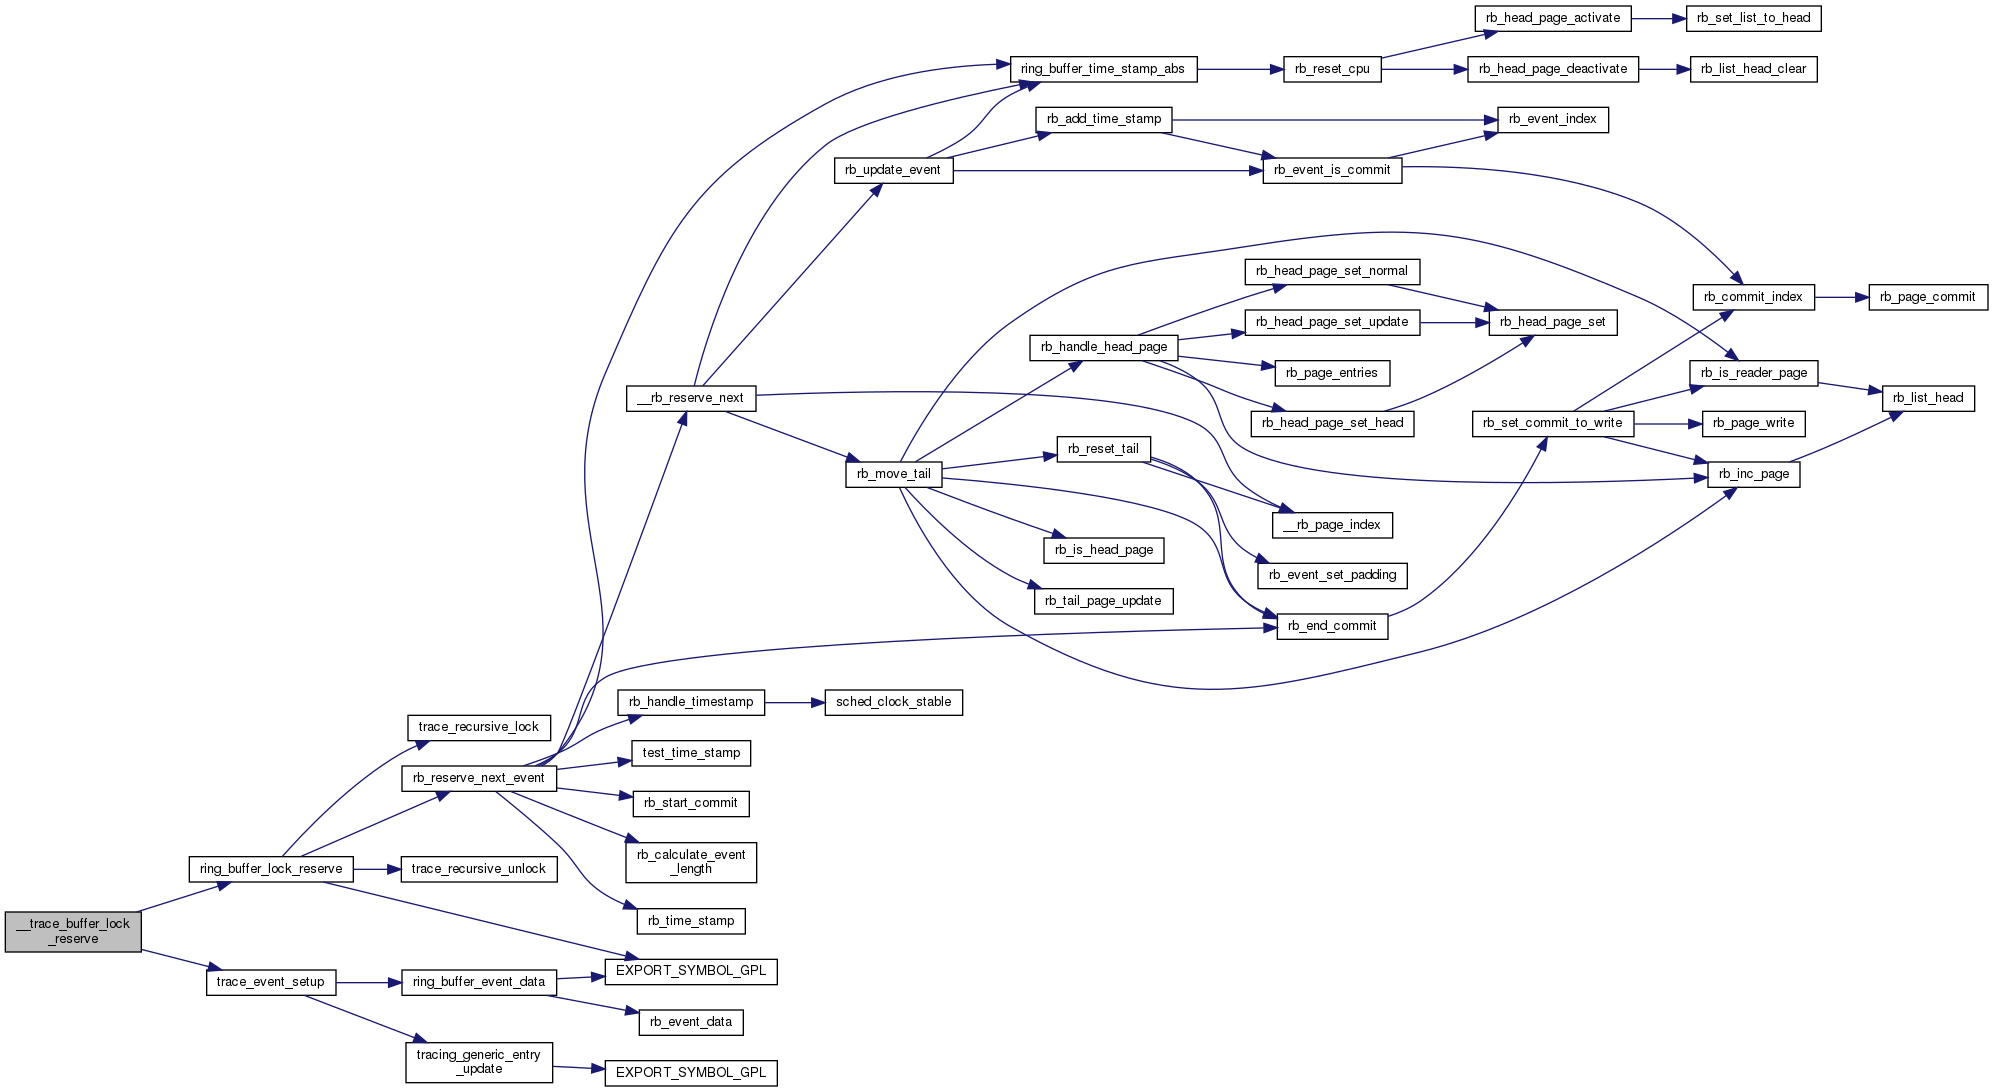 rb_head_page_activate
rb_set_list_to_head
ring_buffer_time_stamp_abs
rb_reset_cpu
rb_head_page_deactivate
rb_list_head_clear
rb_add_time_stamp
rb_event_index
rb_update_event
rb_event_is_commit
rb_head_page_set_normal
rb_commit_index
rb_page_commit
rb_head_page_set_update
rb_head_page_set
rb_handle_head_page
rb_page_entries
rb_is_reader_page
__rb_reserve_next
rb_list_head
rb_head_page_set_head
rb_set_commit_to_write
rb_page_write
rb_reset_tail
rb_move_tail
rb_inc_page
__rb_page_index
rb_is_head_page
rb_event_set_padding
rb_tail_page_update
rb_end_commit
rb_handle_timestamp
sched_clock_stable
trace_recursive_lock
test_time_stamp
rb_reserve_next_event
rb_start_commit
rb_calculate_event
_length
ring_buffer_lock_reserve
trace_recursive_unlock
rb_time_stamp
__trace_buffer_lock
_reserve
EXPORT_SYMBOL_GPL
trace_event_setup
ring_buffer_event_data
rb_event_data
tracing_generic_entry
_update
EXPORT_SYMBOL_GPL